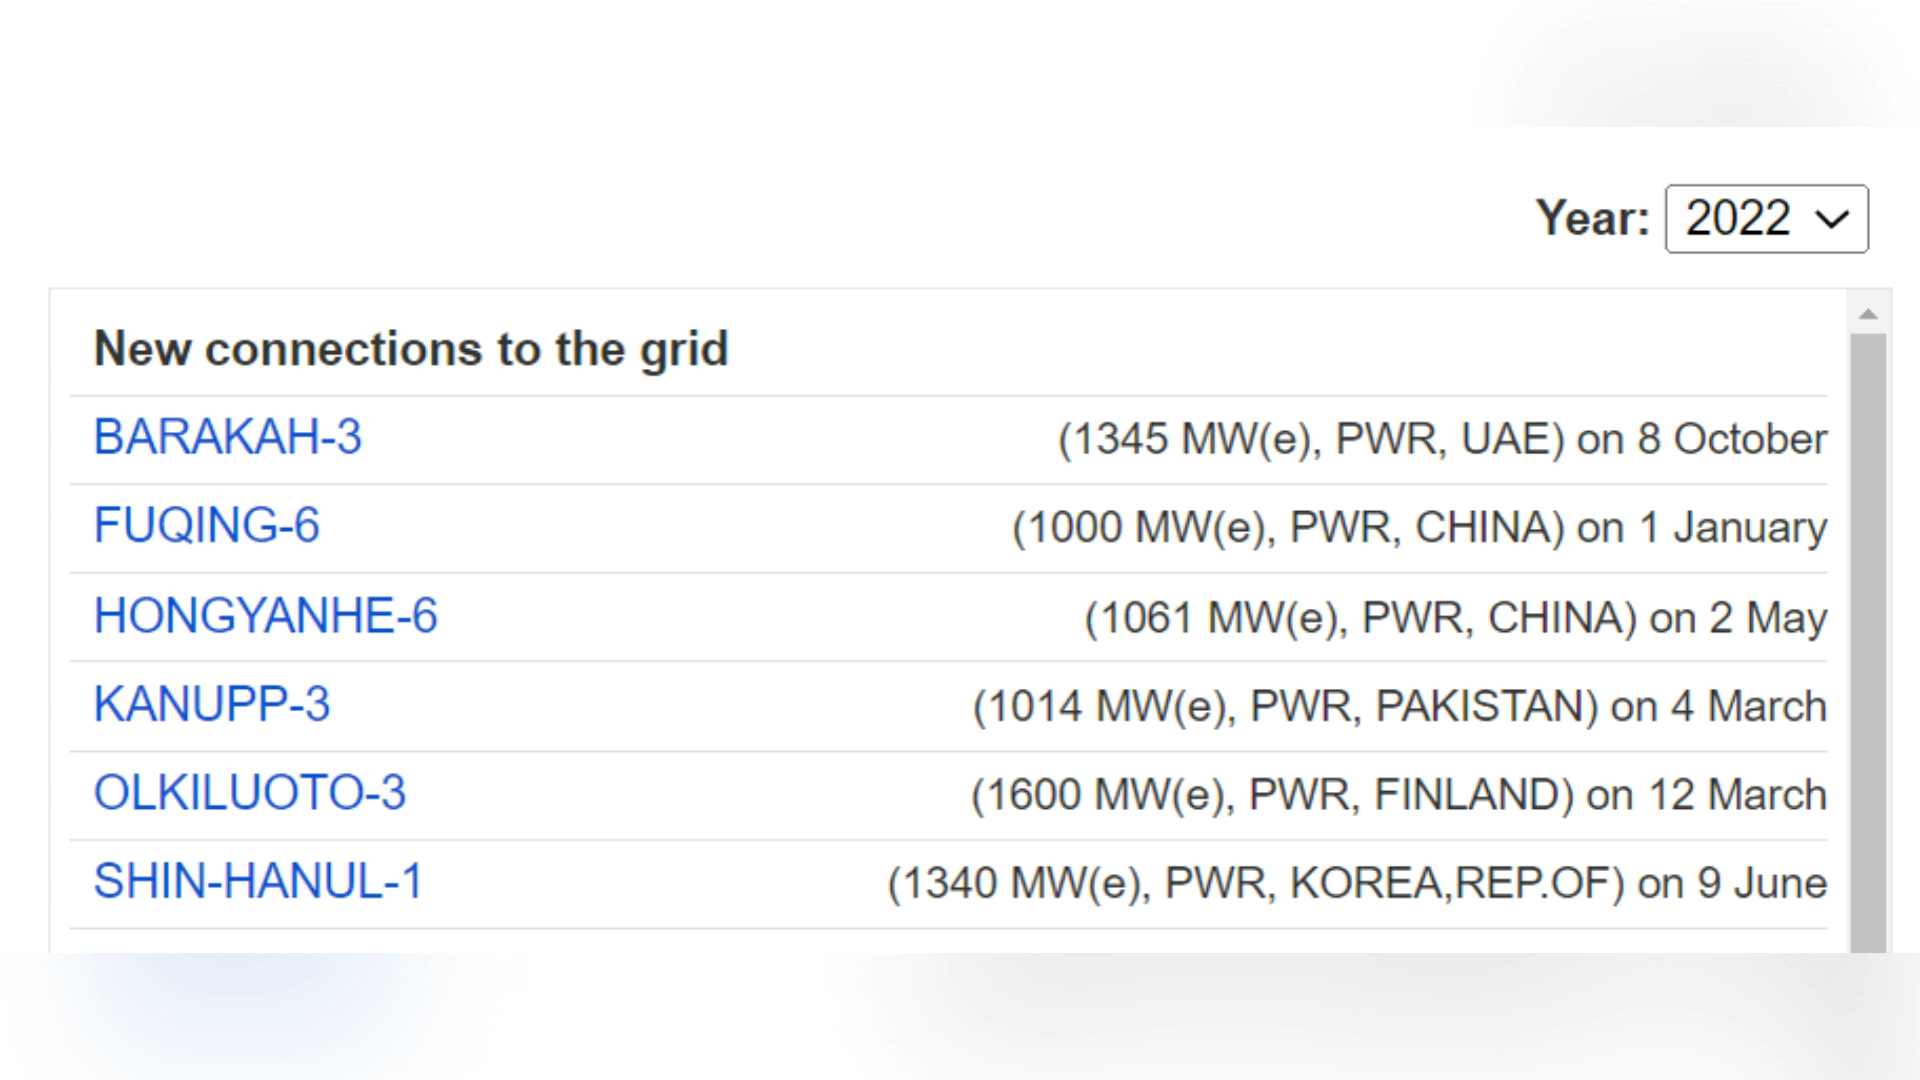 Year: 2022
New connections to the grid
BARAKAH-3 (1345 MW(e), PWR, UAE) on 8 October
FUQING-6 (1000 MW(e), PWR, CHINA) on 1 January
HONGYANHE-6 (1061 MW(e), PWR, CHINA) on 2 May
KANUPP-3 (1014 MW(e), PWR, PAKISTAN) on 4 March
OLKILUOTO-3 (1600 MW(e), PWR, FINLAND) on 12 March
SHIN-HANUL-1 (1340 MW(e), PWR, KOREA,REP.OF) on 9 June